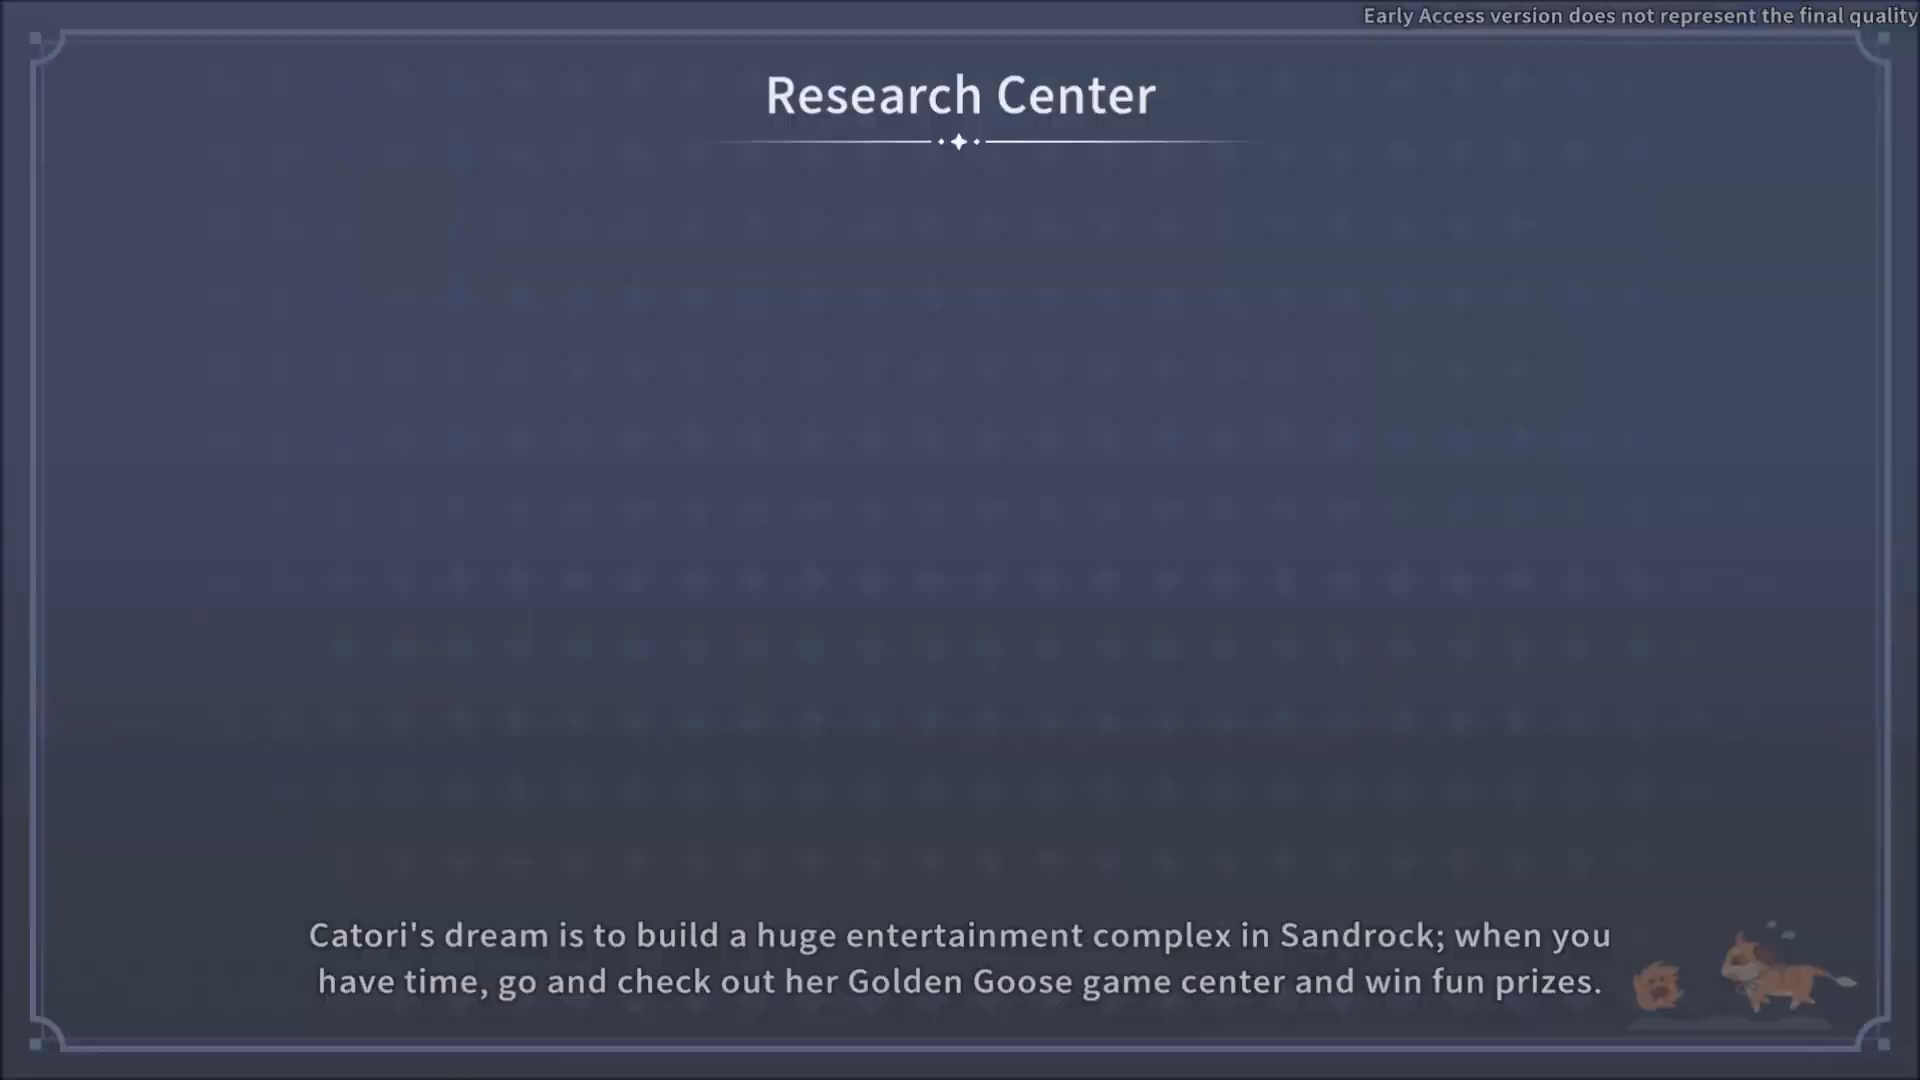 Early Access version does not represent the final quality
Research Center
Catori's dream is to build a huge entertainment complex in Sandrock; when you
have time, go and check out her Golden Goose game center and win fun prizes.